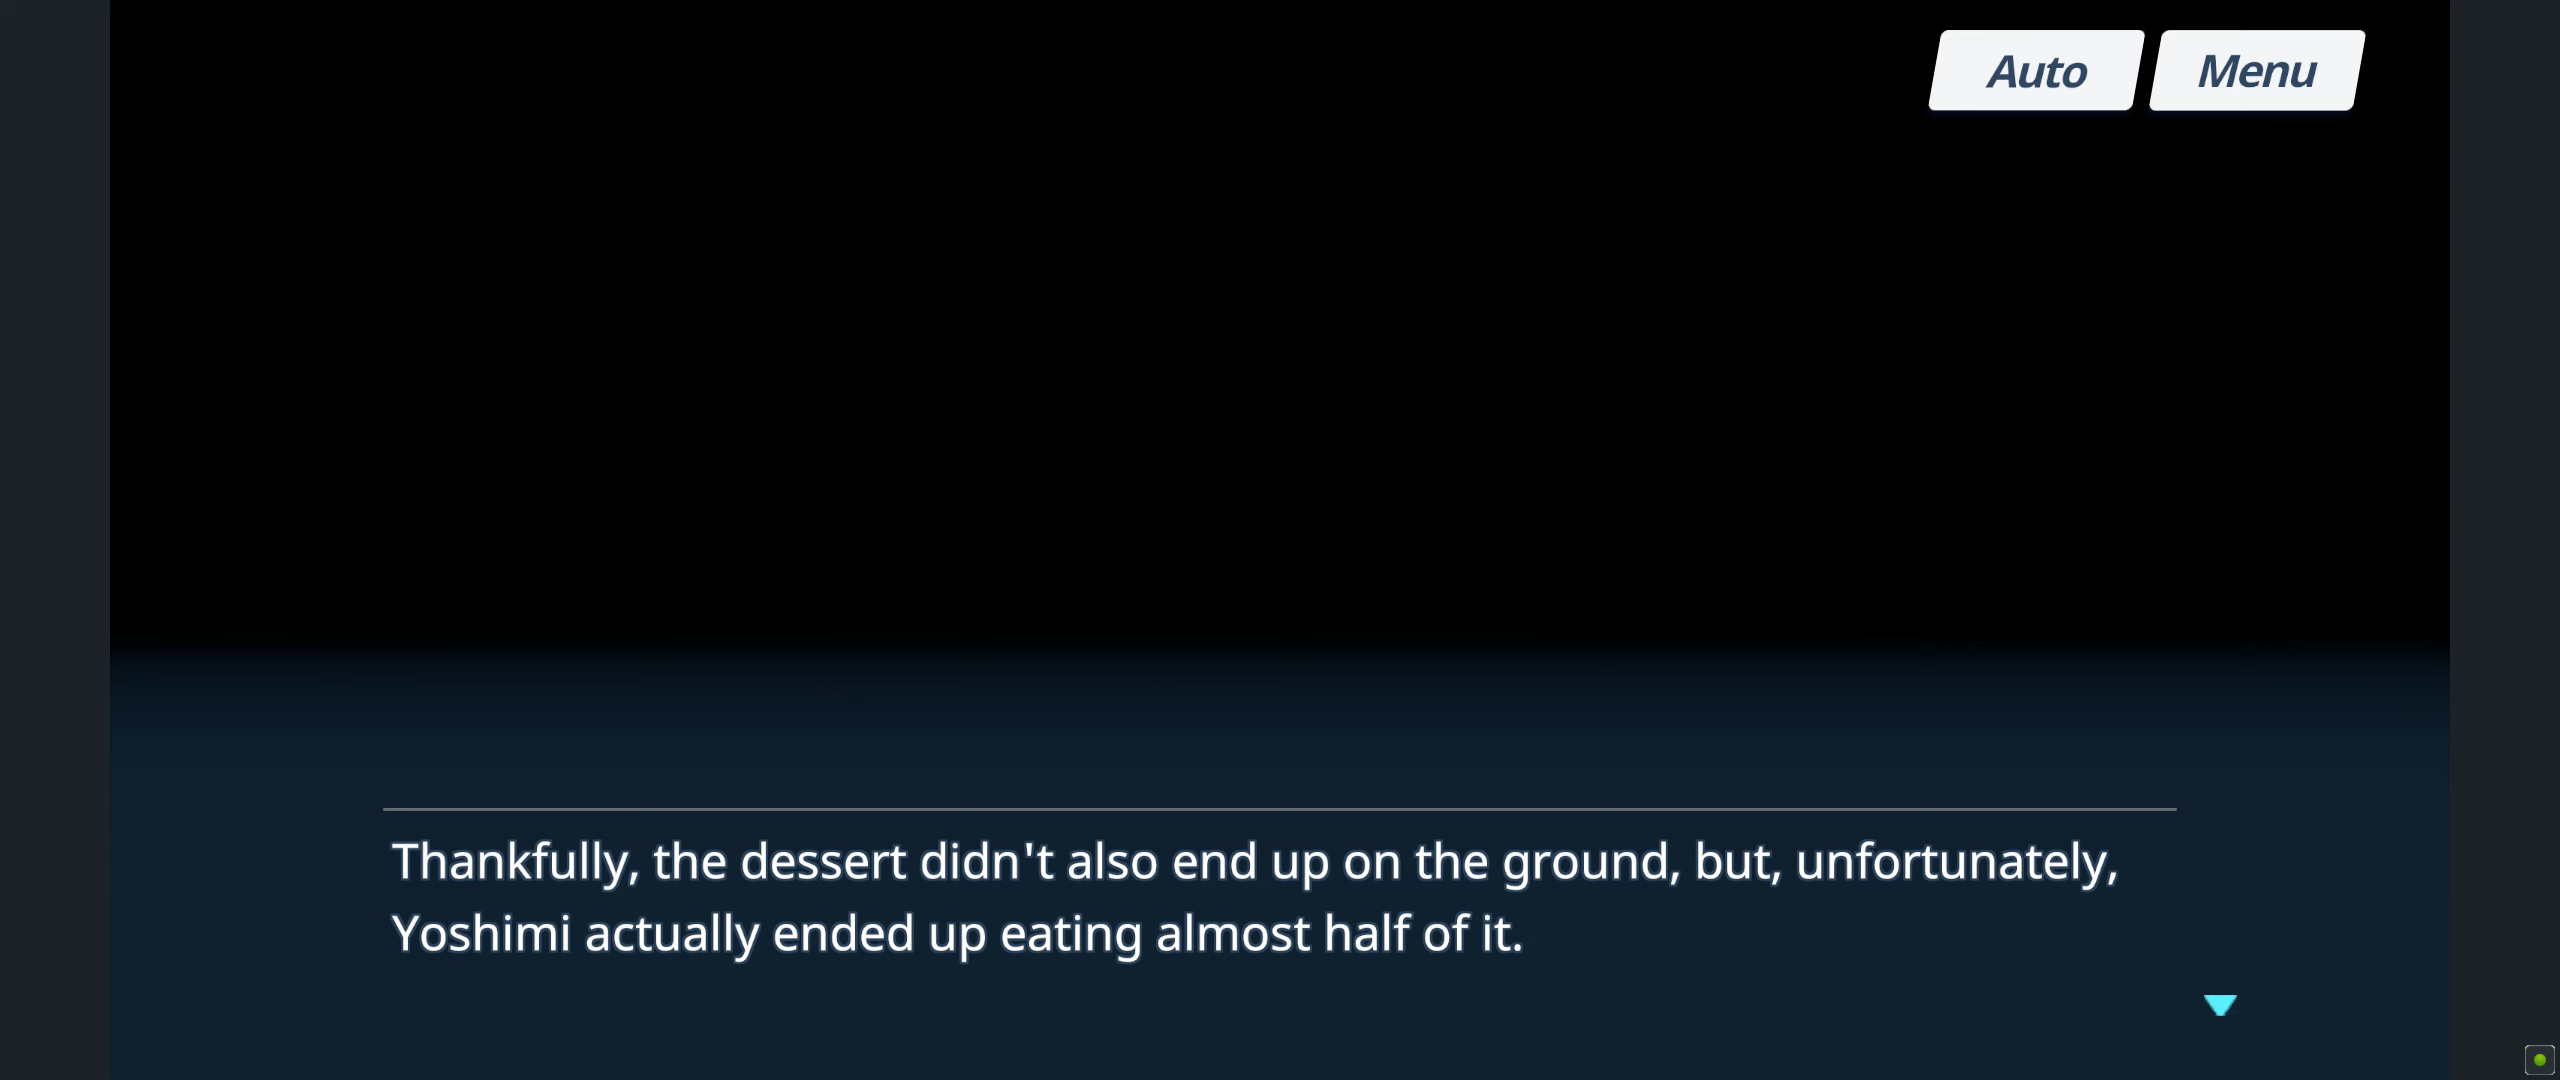 Auto Menu
Thankfully, the dessert didn't also end up on the ground, but, unfortunately,
Yoshimi actually ended up eating almost half of it.